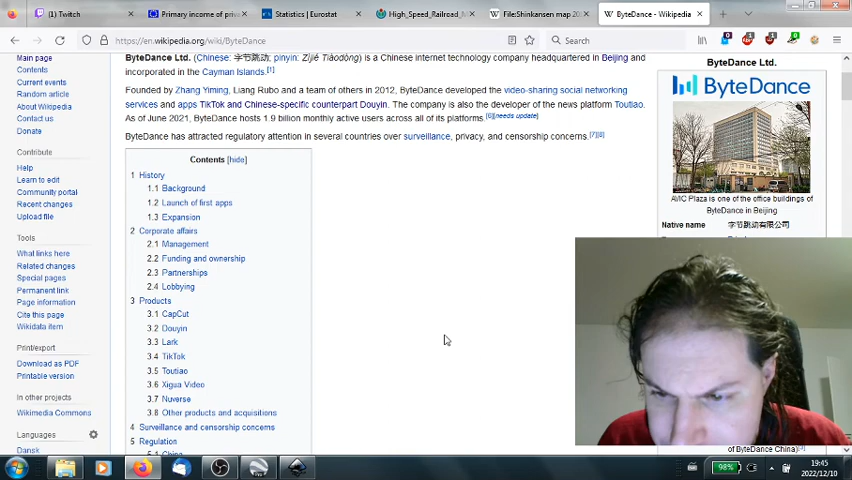 Twitch
Primary income of priva
Statistics | Eurostat
High_Speed_Railroad_M
File:Shinkansen map 20
ByteDance - Wikipedia
https://en.wikipedia.org/wiki/ByteDance
Search
Main page
Contents
Current events
Random article
About Wikipedia
Contact us
Donate
Contribute
Help
Learn to edit
Community portal
Recent changes
Upload file
Tools
What links here
Related changes
Special pages
Permanent link
Page information
Cite this page
Wikidata item
Print/export
Download as PDF
Printable version
In other projects
Wikimedia Commons
Languages
Dansk
ByteDance Ltd. (Chinese: 字节跳动; pinyin: Zìjié Tiàodòng) is a Chinese internet technology company headquartered in Beijing and
incorporated in the Cayman Islands.[1]
Founded by Zhang Yiming, Liang Rubo and a team of others in 2012, ByteDance developed the video-sharing social networking
services and apps TikTok and Chinese-specific counterpart Douyin. The company is also the developer of the news platform Toutiao.
As of June 2021, ByteDance hosts 1.9 billion monthly active users across all of its platforms.[6][needs update]
ByteDance has attracted regulatory attention in several countries over surveillance, privacy, and censorship concerns.[7][8]
Contents [hide]
1 History
1.1 Background
1.2 Launch of first apps
1.3 Expansion
2 Corporate affairs
2.1 Management
2.2 Funding and ownership
2.3 Partnerships
2.4 Lobbying
3 Products
3.1 CapCut
3.2 Douyin
3.3 Lark
3.4 TikTok
3.5 Toutiao
3.6 Xigua Video
3.7 Nuverse
3.8 Other products and acquisitions
4 Surveillance and censorship concerns
5 Regulation
ByteDance Ltd.
ByteDance
AVIC Plaza is one of the office buildings of
ByteDance in Beijing
Native name 字节跳动有限公司
of ByteDance China)[3]
98%
19:45
2022/12/10